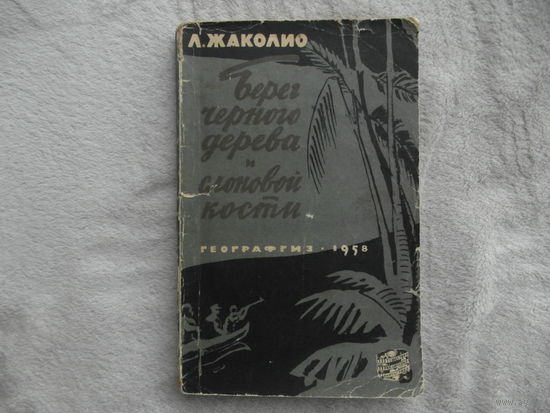 Л. ЖАКОЛИО
Берег
черного
дерева
и
слоновой
кости
ГЕОГРАФГИЗ · 1958